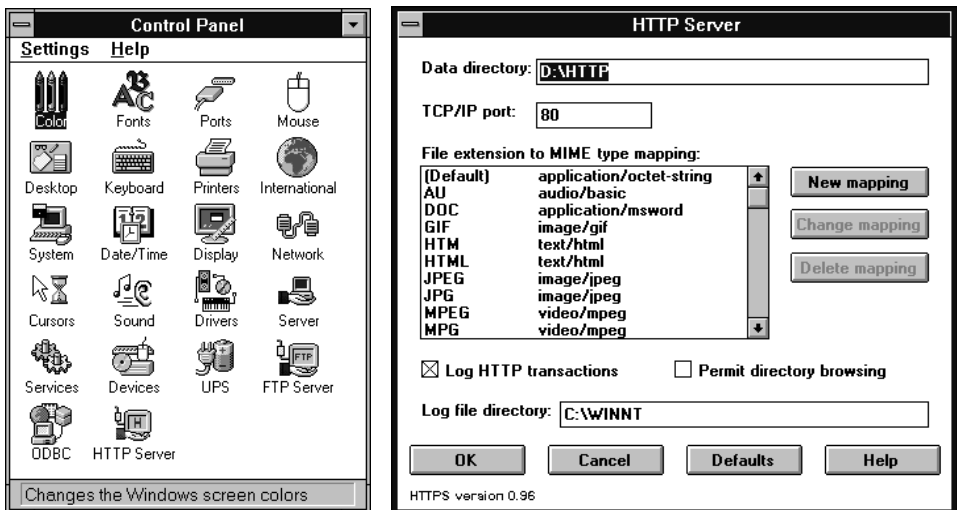 Control Panel
Settings Help
Color Fonts Ports Mouse
Desktop Keyboard Printers International
System Date/Time Display Network
Cursors Sound Drivers Server
Services Devices UPS FTP Server
ODBC HTTP Server
Changes the Windows screen colors
HTTP Server
Data directory: D:\HTTP
TCP/IP port: 80
File extension to MIME type mapping:
(Default) application/octet-string
AU audio/basic
DOC application/msword
GIF image/gif
HTM text/html
HTML text/html
JPEG image/jpeg
JPG image/jpeg
MPEG video/mpeg
MPG video/mpeg
New mapping
Change mapping
Delete mapping
Log HTTP transactions Permit directory browsing
Log file directory: C:\WINNT
OK Cancel Defaults Help
HTTPS version 0.96